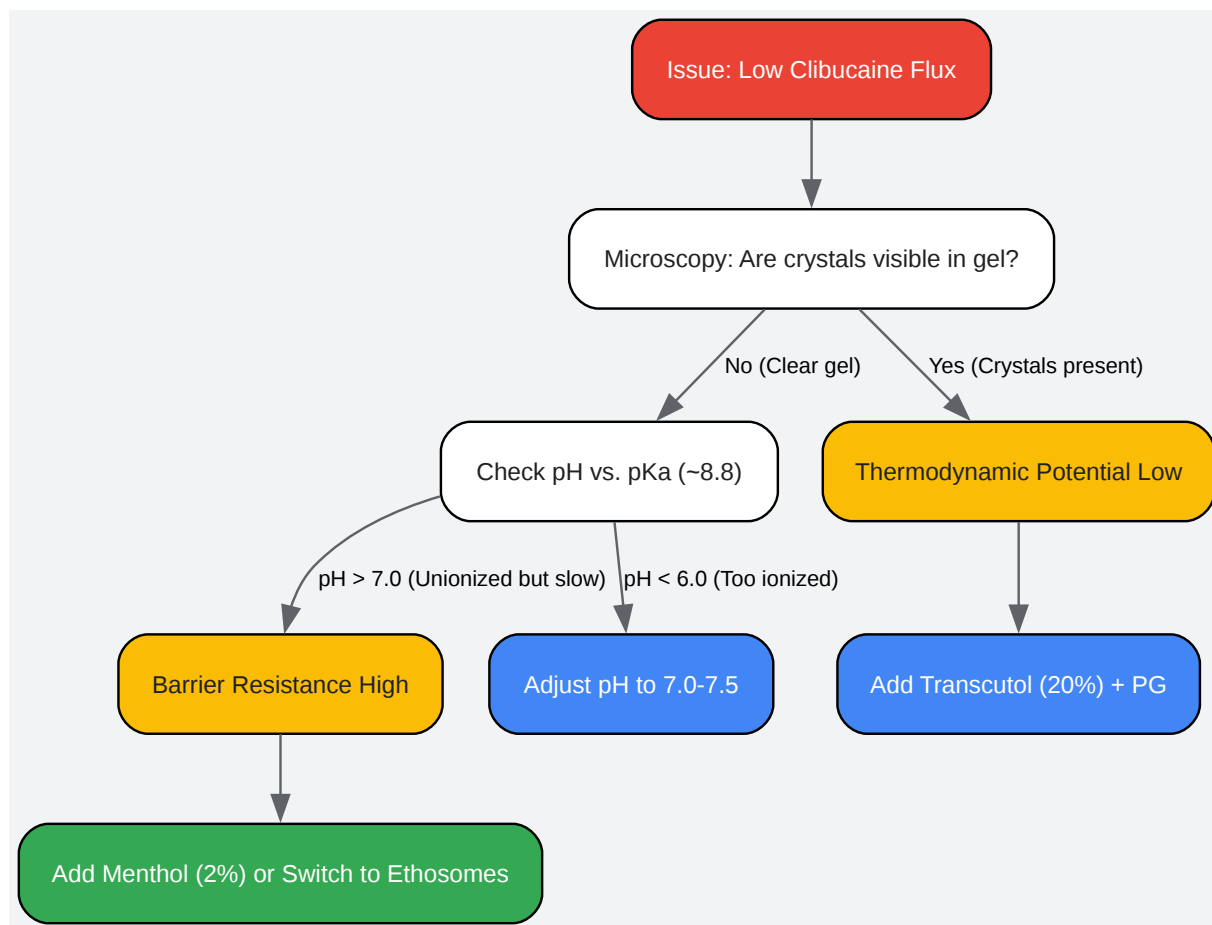 Issue: Low Clibucaine Flux
Microscopy: Are crystals visible in gel?
No (Clear gel)
Yes (Crystals present)
Check pH vs. pKa (~8.8)
Thermodynamic Potential Low
pH > 7.0 (Unionized but slow)
pH < 6.0 (Too ionized)
Barrier Resistance High
Adjust pH to 7.0-7.5
Add Transcutol (20%) + PG
Add Menthol (2%) or Switch to Ethosomes